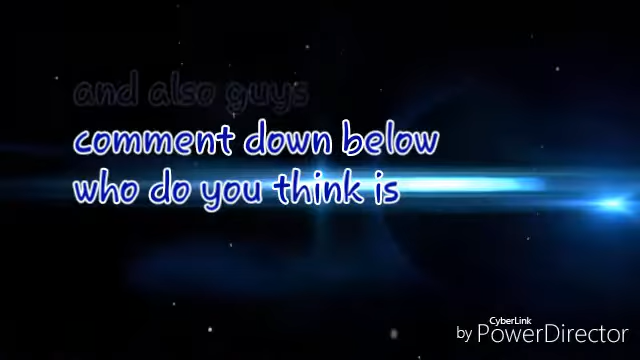 and also guys
comment down below
who do you think is
CyberLink
by PowerDirector